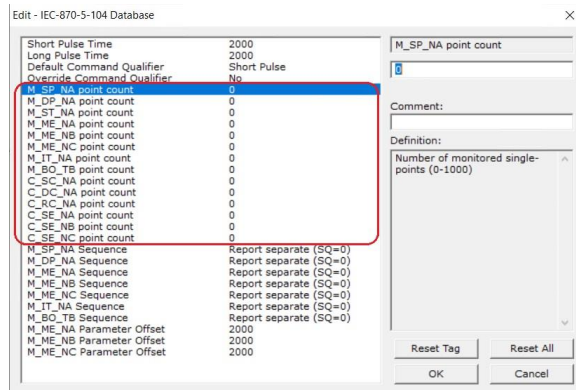 Edit - IEC-870-5-104 Database
Short Pulse Time 2000
Long Pulse Time 2000
Default Command Qualifier Short Pulse
Override Command Qualifier No
M_SP_NA point count 0
M_DP_NA point count 0
M_ST_NA point count 0
M_ME_NA point count 0
M_ME_NB point count 0
M_ME_NC point count 0
M_IT_NA point count 0
M_BO_TB point count 0
C_SC_NA point count 0
C_DC_NA point count 0
C_RC_NA point count 0
C_SE_NA point count 0
C_SE_NB point count 0
C_SE_NC point count 0
M_SP_NA Sequence Report separate (SQ=0)
M_DP_NA Sequence Report separate (SQ=0)
M_ME_NA Sequence Report separate (SQ=0)
M_ME_NB Sequence Report separate (SQ=0)
M_ME_NC Sequence Report separate (SQ=0)
M_IT_NA Sequence Report separate (SQ=0)
M_BO_TB Sequence Report separate (SQ=0)
M_ME_NA Parameter Offset 2000
M_ME_NB Parameter Offset 2000
M_ME_NC Parameter Offset 2000
M_SP_NA point count
0
Comment:
Definition:
Number of monitored single-
points (0-1000)
Reset Tag Reset All
OK Cancel